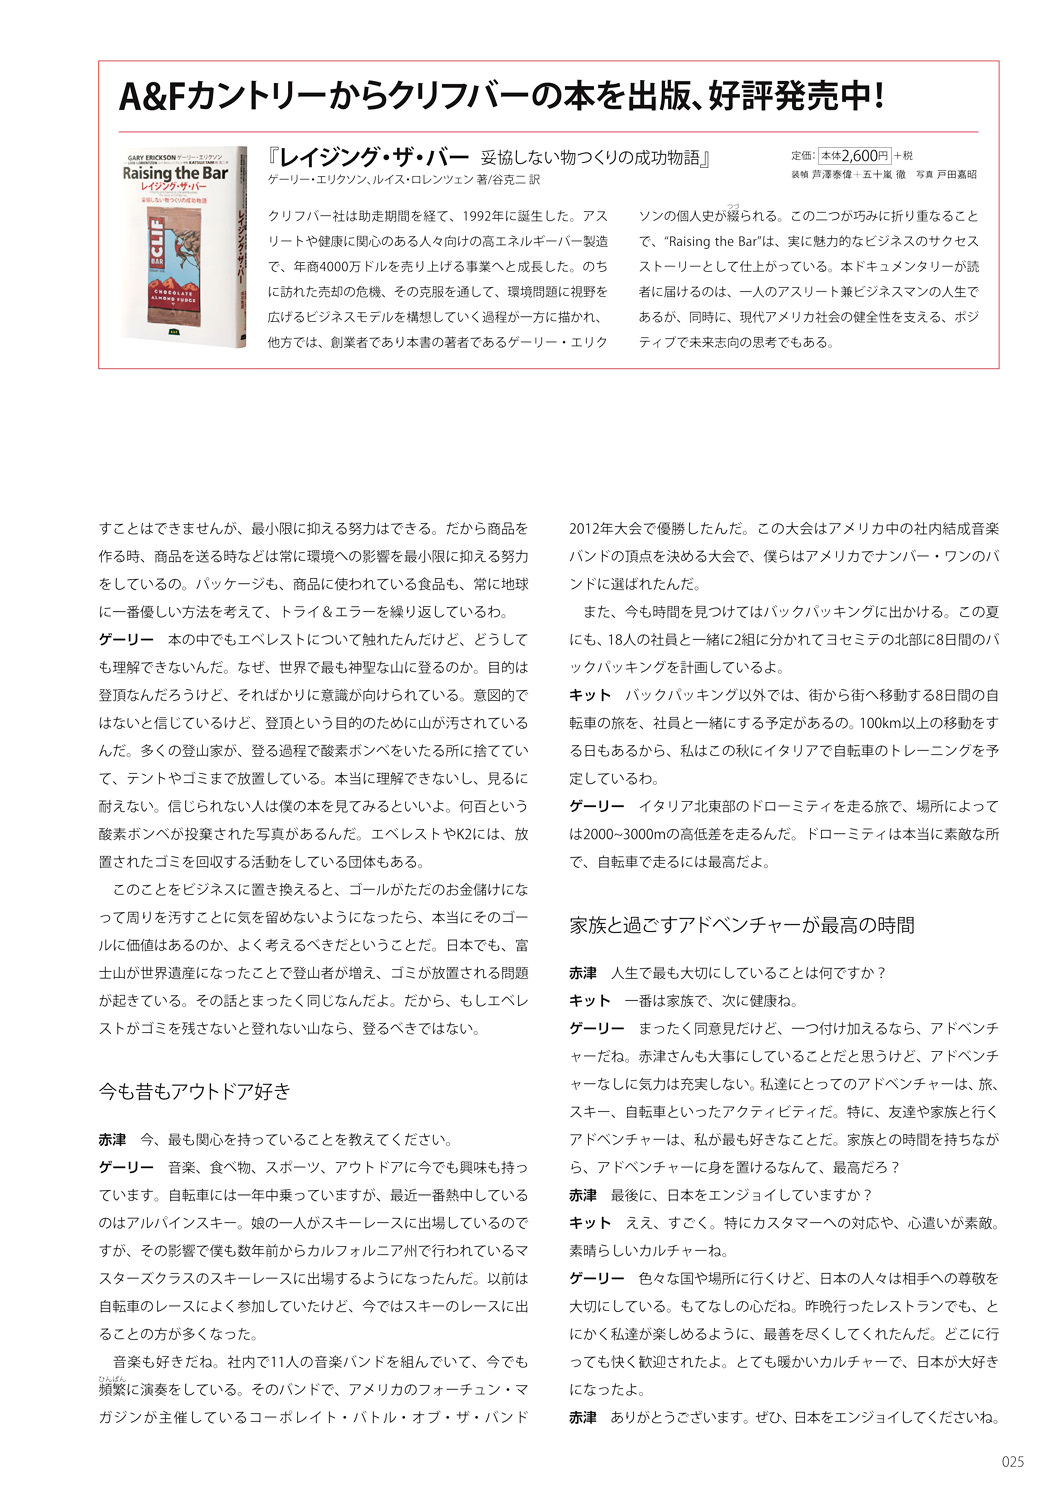 A&Fカントリーからクリフバーの本を出版、好評発売中!
GARY ERICKSON ゲーリー・エリクソン
Raising the Bar
レイジング・ザ・バー
妥協しない物つくりの成功物語
CLIF
BAR
CHOCOLATE
ALMOND FUDGE
レイジング・ザ・バー
『レイジング・ザ・バー 妥協しない物つくりの成功物語』
ゲーリー・エリクソン、ルイス・ロレンツェン 著/谷克二 訳
定価: 本体2,600円+税
装幀 芦澤泰偉+五十嵐 徹 写真 戸田嘉昭
クリフバー社は助走期間を経て、1992年に誕生した。アス
リートや健康に関心のある人々向けの高エネルギーバー製造
で、年商4000万ドルを売り上げる事業へと成長した。のち
に訪れた売却の危機、その克服を通して、環境問題に視野を
広げるビジネスモデルを構想していく過程が一方に描かれ、
他方では、創業者であり本書の著者であるゲーリー・エリク
つづ
ソンの個人史が綴られる。この二つが巧みに折り重なること
で、“Raising the Bar”は、実に魅力的なビジネスのサクセス
ストーリーとして仕上がっている。本ドキュメンタリーが読
者に届けるのは、一人のアスリート兼ビジネスマンの人生で
あるが、同時に、現代アメリカ社会の健全性を支える、ポジ
ティブで未来志向の思考でもある。
すことはできませんが、最小限に抑える努力はできる。だから商品を
作る時、商品を送る時などは常に環境への影響を最小限に抑える努力
をしているの。パッケージも、商品に使われている食品も、常に地球
に一番優しい方法を考えて、トライ&エラーを繰り返しているわ。
ゲーリー 本の中でもエベレストについて触れたんだけど、どうして
も理解できないんだ。なぜ、世界で最も神聖な山に登るのか。目的は
登頂なんだろうけど、そればかりに意識が向けられている。意図的で
はないと信じているけど、登頂という目的のために山が汚されている
んだ。多くの登山家が、登る過程で酸素ボンベをいたる所に捨ててい
て、テントやゴミまで放置している。本当に理解できないし、見るに
耐えない。信じられない人は僕の本を見てみるといいよ。何百という
酸素ボンベが投棄された写真があるんだ。エベレストやK2には、放
置されたゴミを回収する活動をしている団体もある。
このことをビジネスに置き換えると、ゴールがただのお金儲けにな
って周りを汚すことに気を留めないようになったら、本当にそのゴー
ルに価値はあるのか、よく考えるべきだということだ。日本でも、富
士山が世界遺産になったことで登山者が増え、ゴミが放置される問題
が起きている。その話とまったく同じなんだよ。だから、もしエベレ
ストがゴミを残さないと登れない山なら、登るべきではない。
今も昔もアウトドア好き
赤津 今、最も関心を持っていることを教えてください。
ゲーリー 音楽、食べ物、スポーツ、アウトドアに今でも興味も持っ
ています。自転車には一年中乗っていますが、最近一番熱中している
のはアルパインスキー。娘の一人がスキーレースに出場しているので
すが、その影響で僕も数年前からカルフォルニア州で行われているマ
スターズクラスのスキーレースに出場するようになったんだ。以前は
自転車のレースによく参加していたけど、今ではスキーのレースに出
ることの方が多くなった。
音楽も好きだね。社内で11人の音楽バンドを組んでいて、今でも
ひんぱん
頻繁に演奏をしている。そのバンドで、アメリカのフォーチュン・マ
ガジンが主催しているコーポレイト・バトル・オブ・ザ・バンド
2012年大会で優勝したんだ。この大会はアメリカ中の社内結成音楽
バンドの頂点を決める大会で、僕らはアメリカでナンバー・ワンのバ
ンドに選ばれたんだ。
また、今も時間を見つけてはバックパッキングに出かける。この夏
にも、18人の社員と一緒に2組に分かれてヨセミテの北部に8日間のバ
ックパッキングを計画しているよ。
キット バックパッキング以外では、街から街へ移動する8日間の自
転車の旅を、社員と一緒にする予定があるの。100km以上の移動をす
る日もあるから、私はこの秋にイタリアで自転車のトレーニングを予
定しているわ。
ゲーリー イタリア北東部のドローミティを走る旅で、場所によって
は2000~3000mの高低差を走るんだ。ドローミティは本当に素敵な所
で、自転車で走るには最高だよ。
家族と過ごすアドベンチャーが最高の時間
赤津 人生で最も大切にしていることは何ですか?
キット 一番は家族で、次に健康ね。
ゲーリー まったく同意見だけど、一つ付け加えるなら、アドベンチ
ャーだね。赤津さんも大事にしていることだと思うけど、アドベンチ
ャーなしに気力は充実しない。私達にとってのアドベンチャーは、旅、
スキー、自転車といったアクティビティだ。特に、友達や家族と行く
アドベンチャーは、私が最も好きなことだ。家族との時間を持ちなが
ら、アドベンチャーに身を置けるなんて、最高だろ?
赤津 最後に、日本をエンジョイしていますか?
キット ええ、すごく。特にカスタマーへの対応や、心遣いが素敵。
素晴らしいカルチャーね。
ゲーリー 色々な国や場所に行くけど、日本の人々は相手への尊敬を
大切にしている。もてなしの心だね。昨晩行ったレストランでも、と
にかく私達が楽しめるように、最善を尽くしてくれたんだ。どこに行
っても快く歓迎されたよ。とても暖かいカルチャーで、日本が大好き
になったよ。
赤津 ありがとうございます。ぜひ、日本をエンジョイしてくださいね。
025